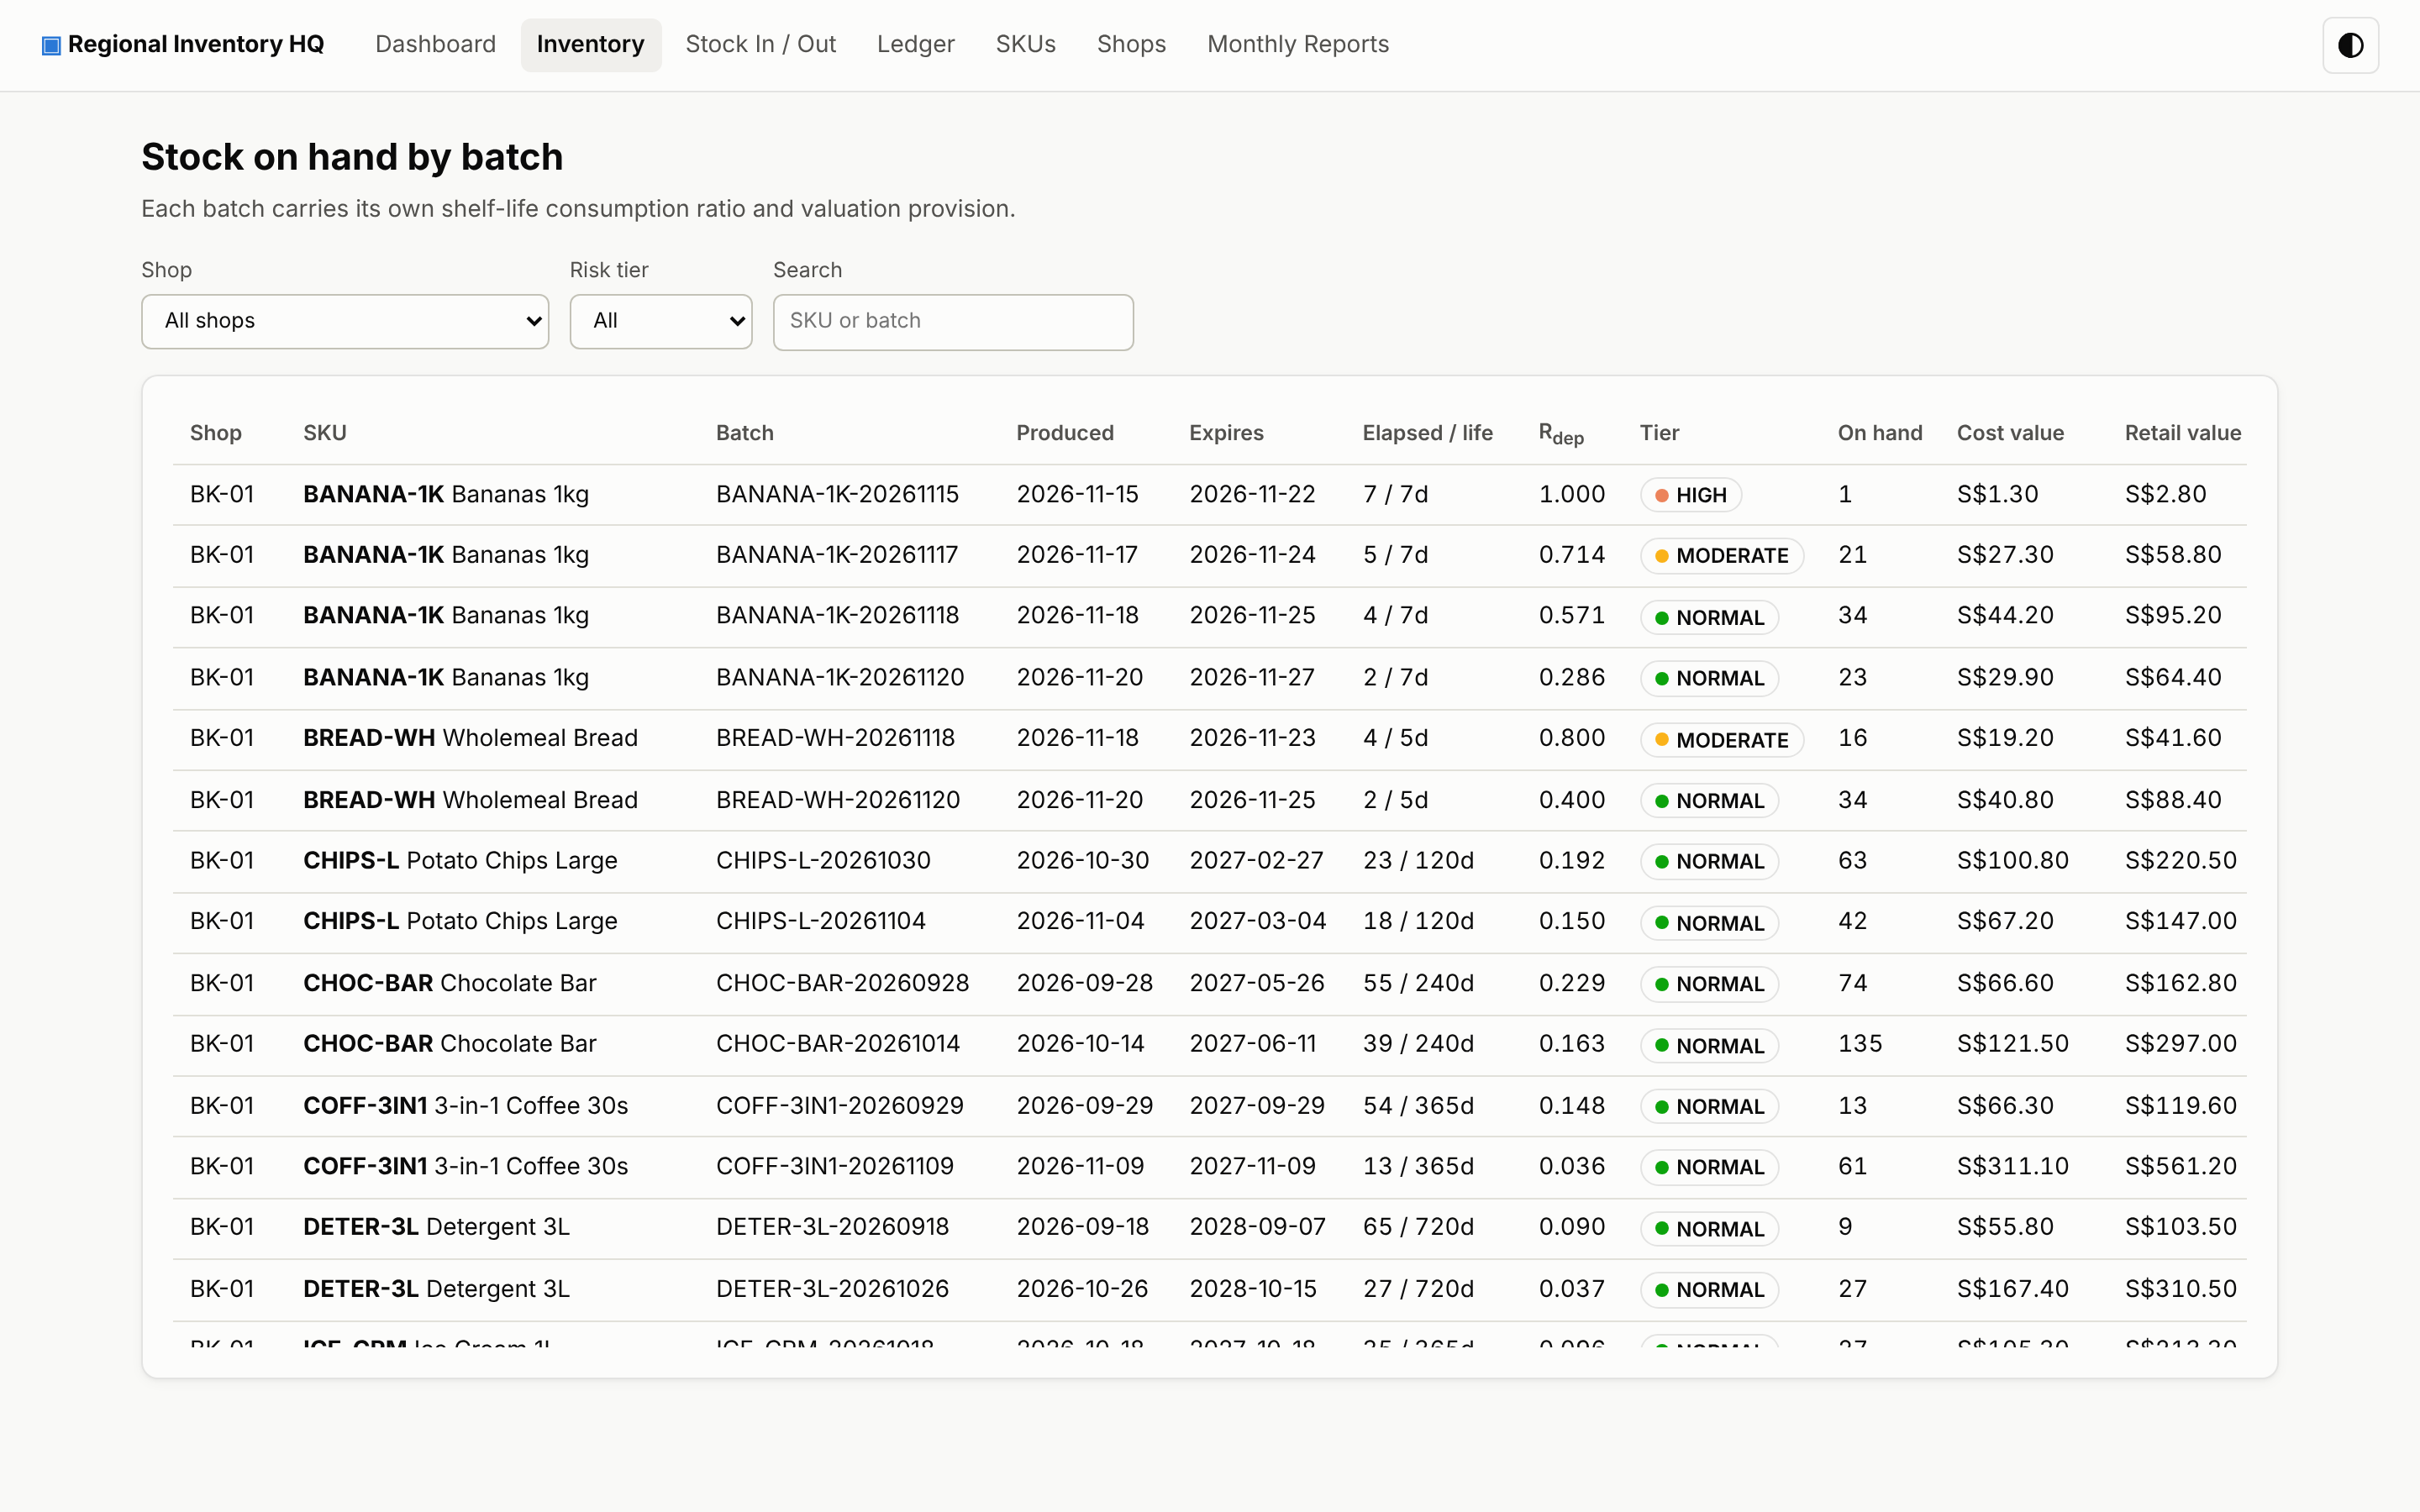 Regional Inventory HQ Dashboard Inventory Stock In / Out Ledger SKUs Shops Monthly Reports
Stock on hand by batch
Each batch carries its own shelf-life consumption ratio and valuation provision.
Shop Risk tier Search
All shops All SKU or batch
Shop SKU Batch Produced Expires Elapsed / life Rdep Tier On hand Cost value Retail value
BK-01 BANANA-1K Bananas 1kg BANANA-1K-20261115 2026-11-15 2026-11-22 7 / 7d 1.000 HIGH 1 S$1.30 S$2.80
BK-01 BANANA-1K Bananas 1kg BANANA-1K-20261117 2026-11-17 2026-11-24 5 / 7d 0.714 MODERATE 21 S$27.30 S$58.80
BK-01 BANANA-1K Bananas 1kg BANANA-1K-20261118 2026-11-18 2026-11-25 4 / 7d 0.571 NORMAL 34 S$44.20 S$95.20
BK-01 BANANA-1K Bananas 1kg BANANA-1K-20261120 2026-11-20 2026-11-27 2 / 7d 0.286 NORMAL 23 S$29.90 S$64.40
BK-01 BREAD-WH Wholemeal Bread BREAD-WH-20261118 2026-11-18 2026-11-23 4 / 5d 0.800 MODERATE 16 S$19.20 S$41.60
BK-01 BREAD-WH Wholemeal Bread BREAD-WH-20261120 2026-11-20 2026-11-25 2 / 5d 0.400 NORMAL 34 S$40.80 S$88.40
BK-01 CHIPS-L Potato Chips Large CHIPS-L-20261030 2026-10-30 2027-02-27 23 / 120d 0.192 NORMAL 63 S$100.80 S$220.50
BK-01 CHIPS-L Potato Chips Large CHIPS-L-20261104 2026-11-04 2027-03-04 18 / 120d 0.150 NORMAL 42 S$67.20 S$147.00
BK-01 CHOC-BAR Chocolate Bar CHOC-BAR-20260928 2026-09-28 2027-05-26 55 / 240d 0.229 NORMAL 74 S$66.60 S$162.80
BK-01 CHOC-BAR Chocolate Bar CHOC-BAR-20261014 2026-10-14 2027-06-11 39 / 240d 0.163 NORMAL 135 S$121.50 S$297.00
BK-01 COFF-3IN1 3-in-1 Coffee 30s COFF-3IN1-20260929 2026-09-29 2027-09-29 54 / 365d 0.148 NORMAL 13 S$66.30 S$119.60
BK-01 COFF-3IN1 3-in-1 Coffee 30s COFF-3IN1-20261109 2026-11-09 2027-11-09 13 / 365d 0.036 NORMAL 61 S$311.10 S$561.20
BK-01 DETER-3L Detergent 3L DETER-3L-20260918 2026-09-18 2028-09-07 65 / 720d 0.090 NORMAL 9 S$55.80 S$103.50
BK-01 DETER-3L Detergent 3L DETER-3L-20261026 2026-10-26 2028-10-15 27 / 720d 0.037 NORMAL 27 S$167.40 S$310.50
BK-01 ICE-CRM Ice Cream 1L